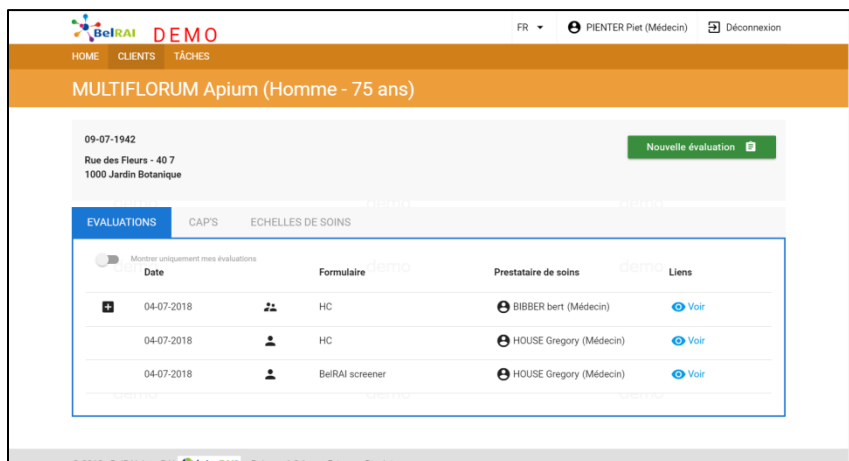 BelRAI DEMO FR PIENTER Piet (Médecin) Déconnexion
HOME CLIENTS TÂCHES
MULTIFLORUM Apium (Homme - 75 ans)
09-07-1942
Nouvelle évaluation
Rue des Fleurs - 40 7
1000 Jardin Botanique
EVALUATIONS CAP'S ECHELLES DE SOINS
Montrer uniquement mes évaluations
Date Formulaire Prestataire de soins Liens
04-07-2018 HC BIBBER bert (Médecin) Voir
04-07-2018 HC HOUSE Gregory (Médecin) Voir
04-07-2018 BelRAI screener HOUSE Gregory (Médecin) Voir
demo demo demo